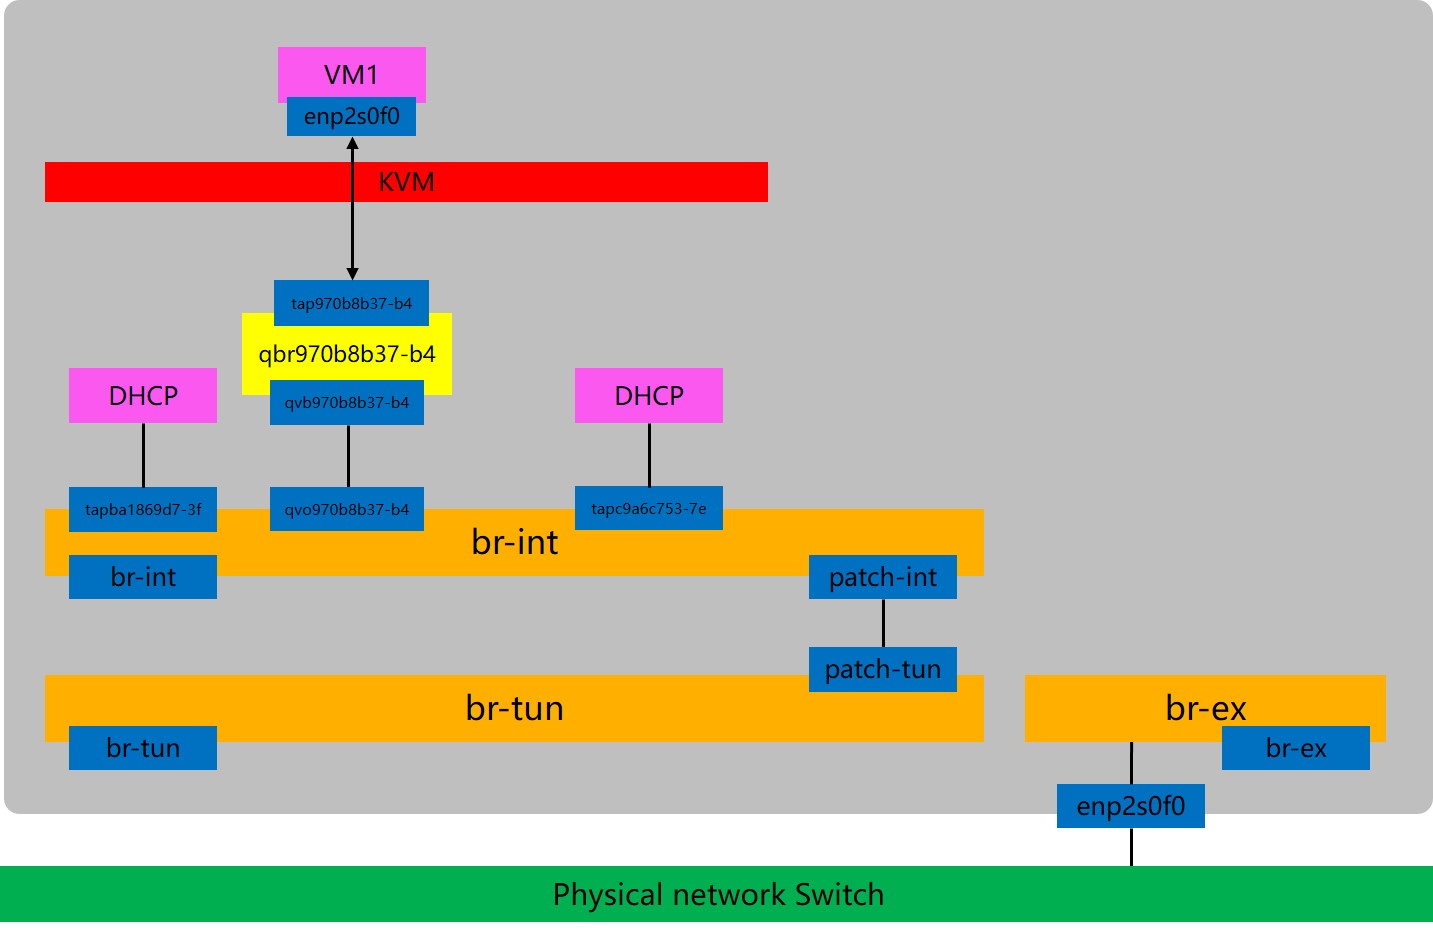 VM1
enp2s0f0
KVM
tap970b8b37-b4
qbr970b8b37-b4
DHCP
qvb970b8b37-b4
DHCP
tapba1869d7-3f
qvo970b8b37-b4
tapc9a6c753-7e
br-int
br-int
patch-int
patch-tun
br-tun
br-tun
br-ex
br-ex
enp2s0f0
Physical network Switch